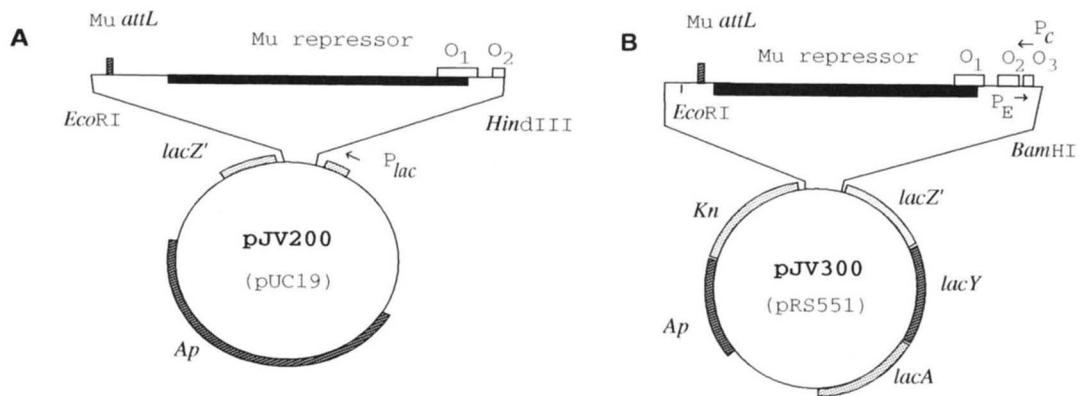 A
Mu attL
Mu repressor
O1
O2
EcoRI
HindIII
lacZ'
Plac
pJV200
(pUC19)
Ap
B
Mu attL
Mu repressor
O1
O2
O3
Pc
PE
EcoRI
BamHI
Kn
lacZ'
pJV300
(pRS551)
lacY
Ap
lacA